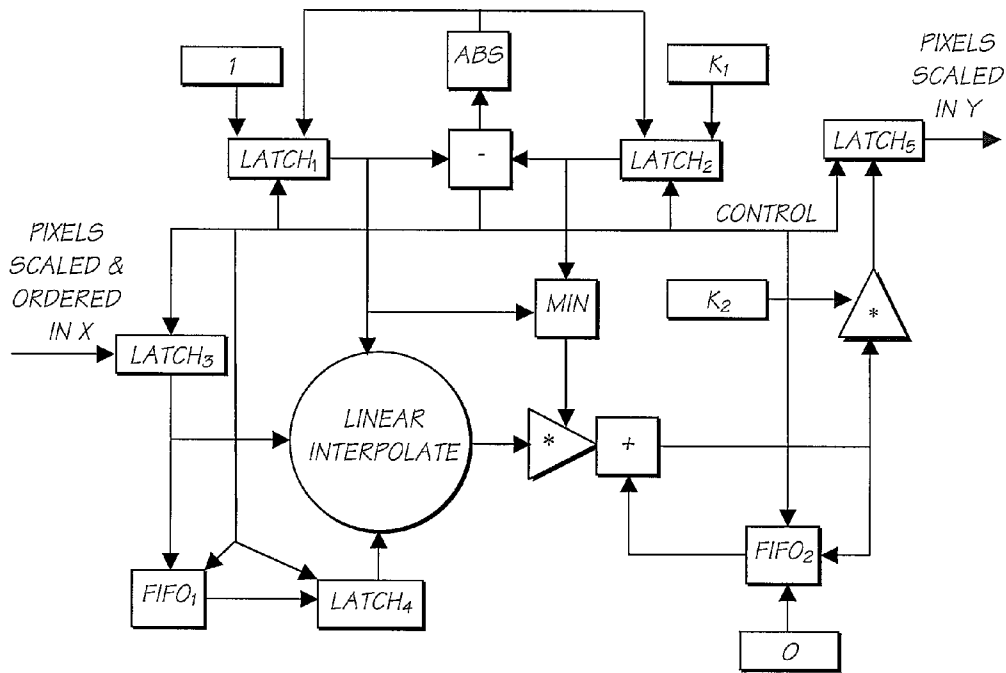 PIXELS
SCALED
IN Y
ABS
1
K1
LATCH1
-
LATCH2
LATCH5
CONTROL
PIXELS
SCALED &
ORDERED
IN X
K2
MIN
*
LATCH3
LINEAR
INTERPOLATE
*
+
FIFO1
LATCH4
FIFO2
0